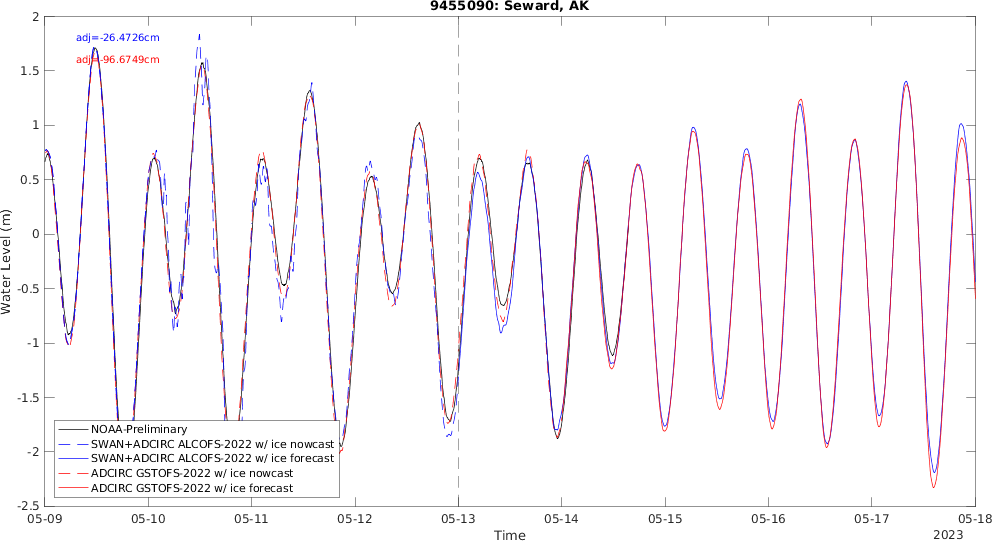 9455090: Seward, AK
adj=-26.4726cm
adj=-96.6749cm
Water Level (m)
2
1.5
1
0.5
0
-0.5
-1
-1.5
-2
-2.5
NOAA-Preliminary
SWAN+ADCIRC ALCOFS-2022 w/ ice nowcast
SWAN+ADCIRC ALCOFS-2022 w/ ice forecast
ADCIRC GSTOFS-2022 w/ ice nowcast
ADCIRC GSTOFS-2022 w/ ice forecast
05-09 05-10 05-11 05-12 05-13 05-14 05-15 05-16 05-17 05-18
Time
2023